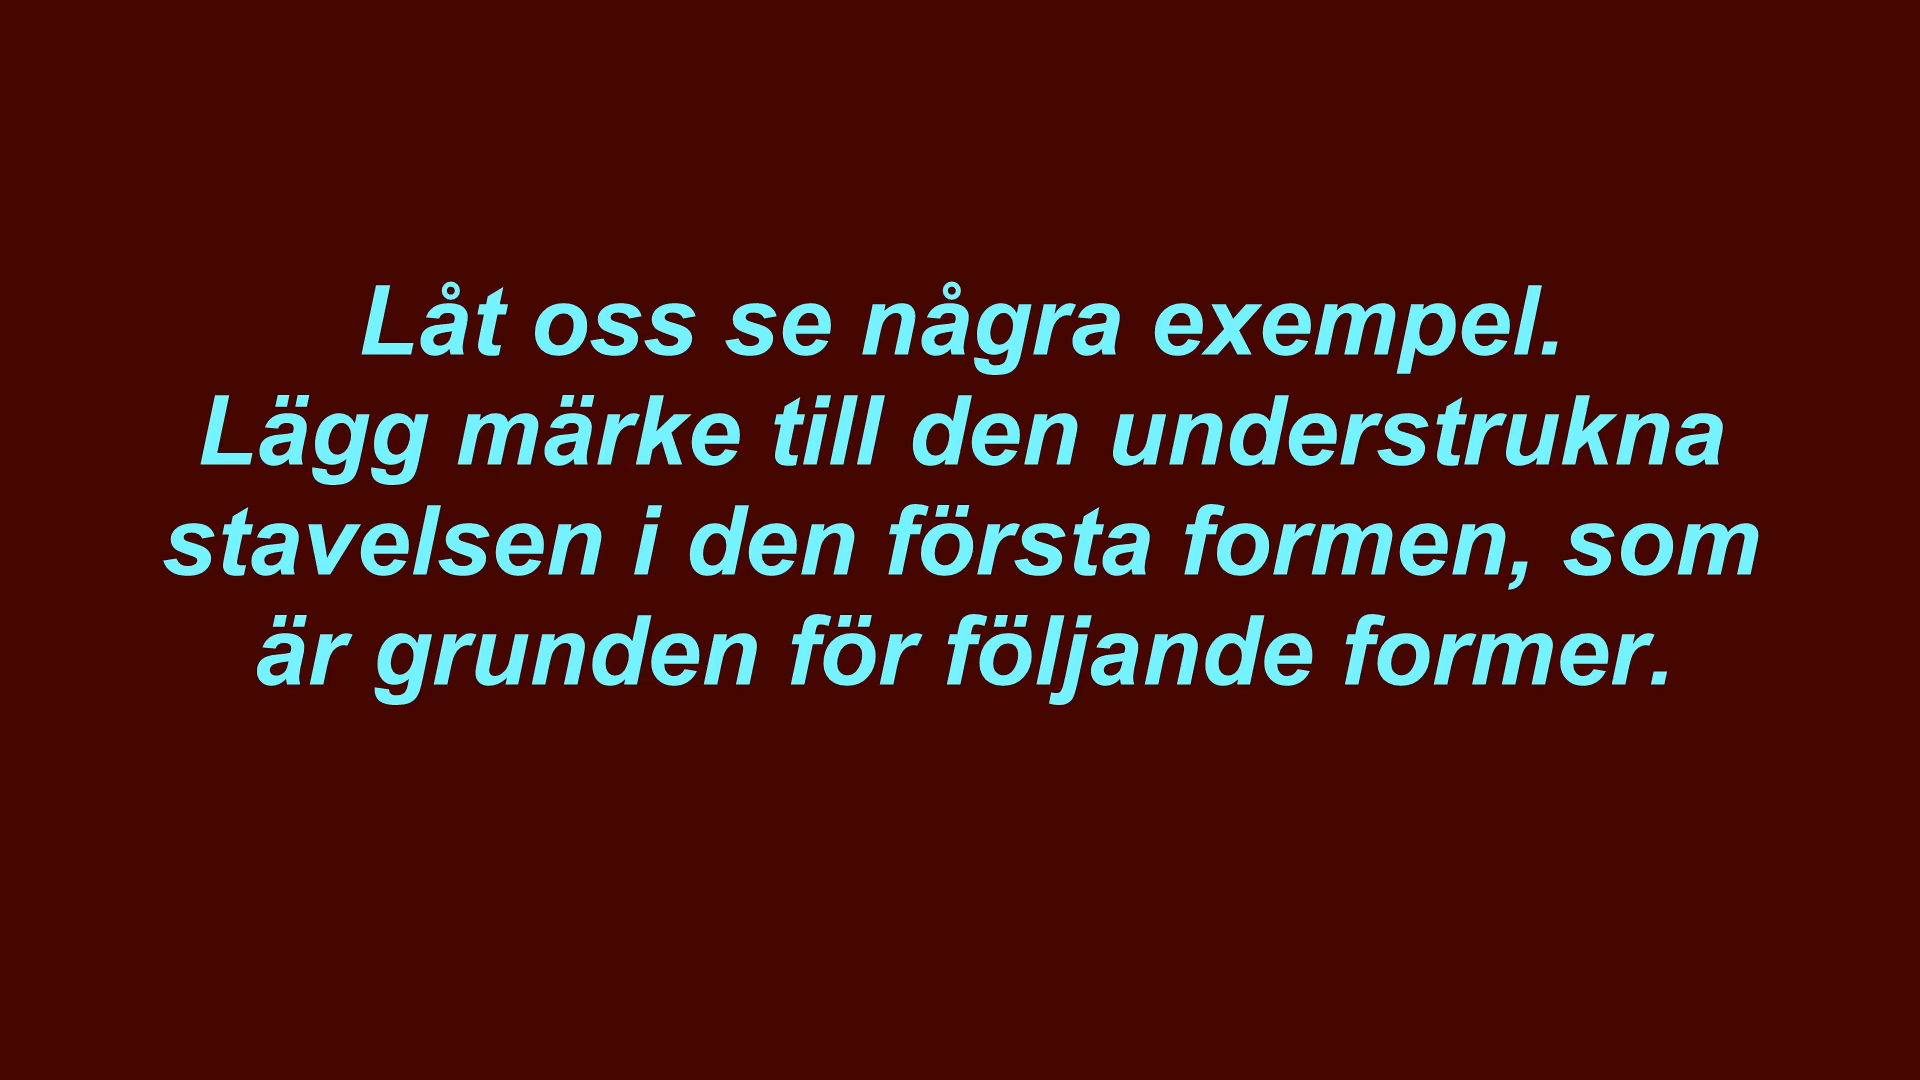 Låt oss se några exempel.
Lägg märke till den understrukna
stavelsen i den första formen, som
är grunden för följande former.